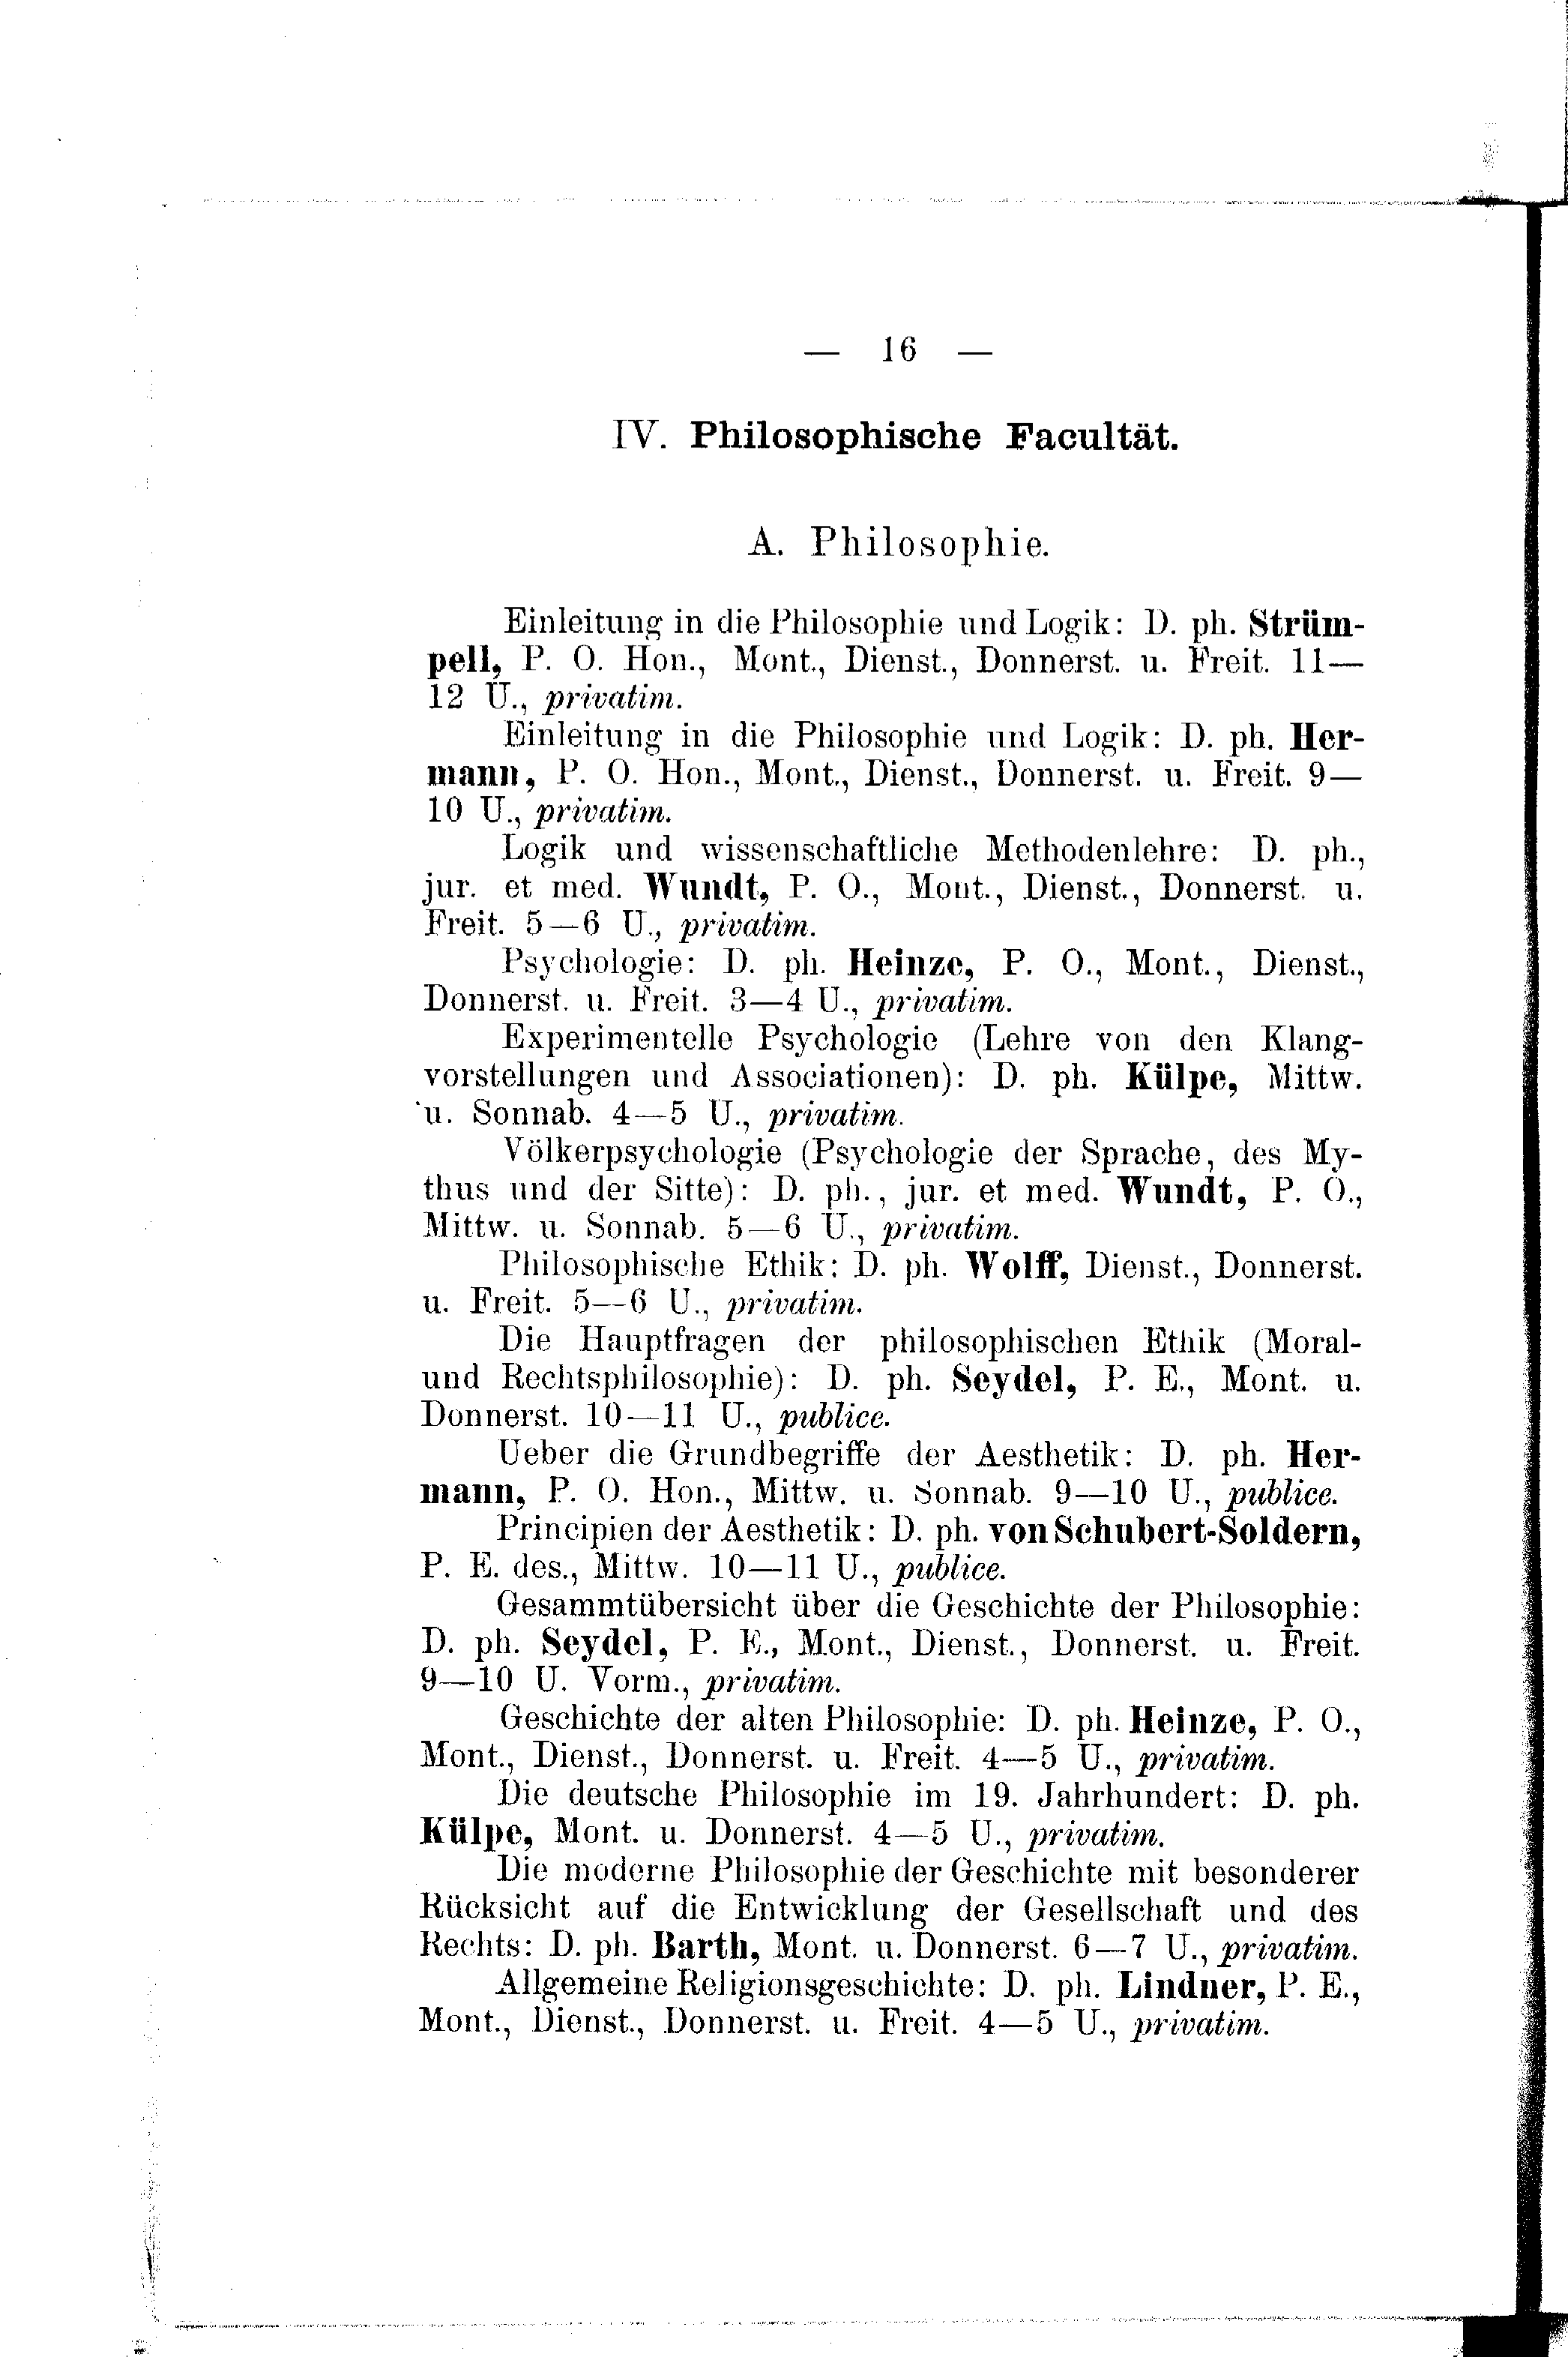 — 16 —
IV. Philosophische Facultät.
A. Philosophie.
Einleitung in die Philosophie und Logik: D. ph. Strüm-
pell, P. O. Hon., Mont., Dienst., Donnerst. u. Freit. 11—
12 U., privatim.
Einleitung in die Philosophie und Logik: D. ph. Her-
mann, P. O. Hon., Mont., Dienst., Donnerst. u. Freit. 9—
10 U., privatim.
Logik und wissenschaftliche Methodenlehre: D. ph.,
jur. et med. Wundt, P. O., Mont., Dienst., Donnerst. u.
Freit. 5—6 U., privatim.
Psychologie: D. ph. Heinze, P. O., Mont., Dienst.,
Donnerst. u. Freit. 3—4 U., privatim.
Experimentelle Psychologie (Lehre von den Klang-
vorstellungen und Associationen): D. ph. Külpe, Mittw.
u. Sonnab. 4—5 U., privatim.
Völkerpsychologie (Psychologie der Sprache, des My-
thus und der Sitte): D. ph., jur. et med. Wundt, P. O.,
Mittw. u. Sonnab. 5—6 U., privatim.
Philosophische Ethik: D. ph. Wolff, Dienst., Donnerst.
u. Freit. 5—6 U., privatim.
Die Hauptfragen der philosophischen Ethik (Moral-
und Rechtsphilosophie): D. ph. Seydel, P. E., Mont. u.
Donnerst. 10—11 U., publice.
Ueber die Grundbegriffe der Aesthetik: D. ph. Her-
mann, P. O. Hon., Mittw. u. Sonnab. 9—10 U., publice.
Principien der Aesthetik: D. ph. von Schubert-Soldern,
P. E. des., Mittw. 10—11 U., publice.
Gesammtübersicht über die Geschichte der Philosophie:
D. ph. Seydel, P. E., Mont., Dienst., Donnerst. u. Freit.
9—10 U. Vorm., privatim.
Geschichte der alten Philosophie: D. ph. Heinze, P. O.,
Mont., Dienst., Donnerst. u. Freit. 4—5 U., privatim.
Die deutsche Philosophie im 19. Jahrhundert: D. ph.
Külpe, Mont. u. Donnerst. 4—5 U., privatim.
Die moderne Philosophie der Geschichte mit besonderer
Rücksicht auf die Entwicklung der Gesellschaft und des
Rechts: D. ph. Barth, Mont. u. Donnerst. 6—7 U., privatim.
Allgemeine Religionsgeschichte: D. ph. Lindner, P. E.,
Mont., Dienst., Donnerst. u. Freit. 4—5 U., privatim.